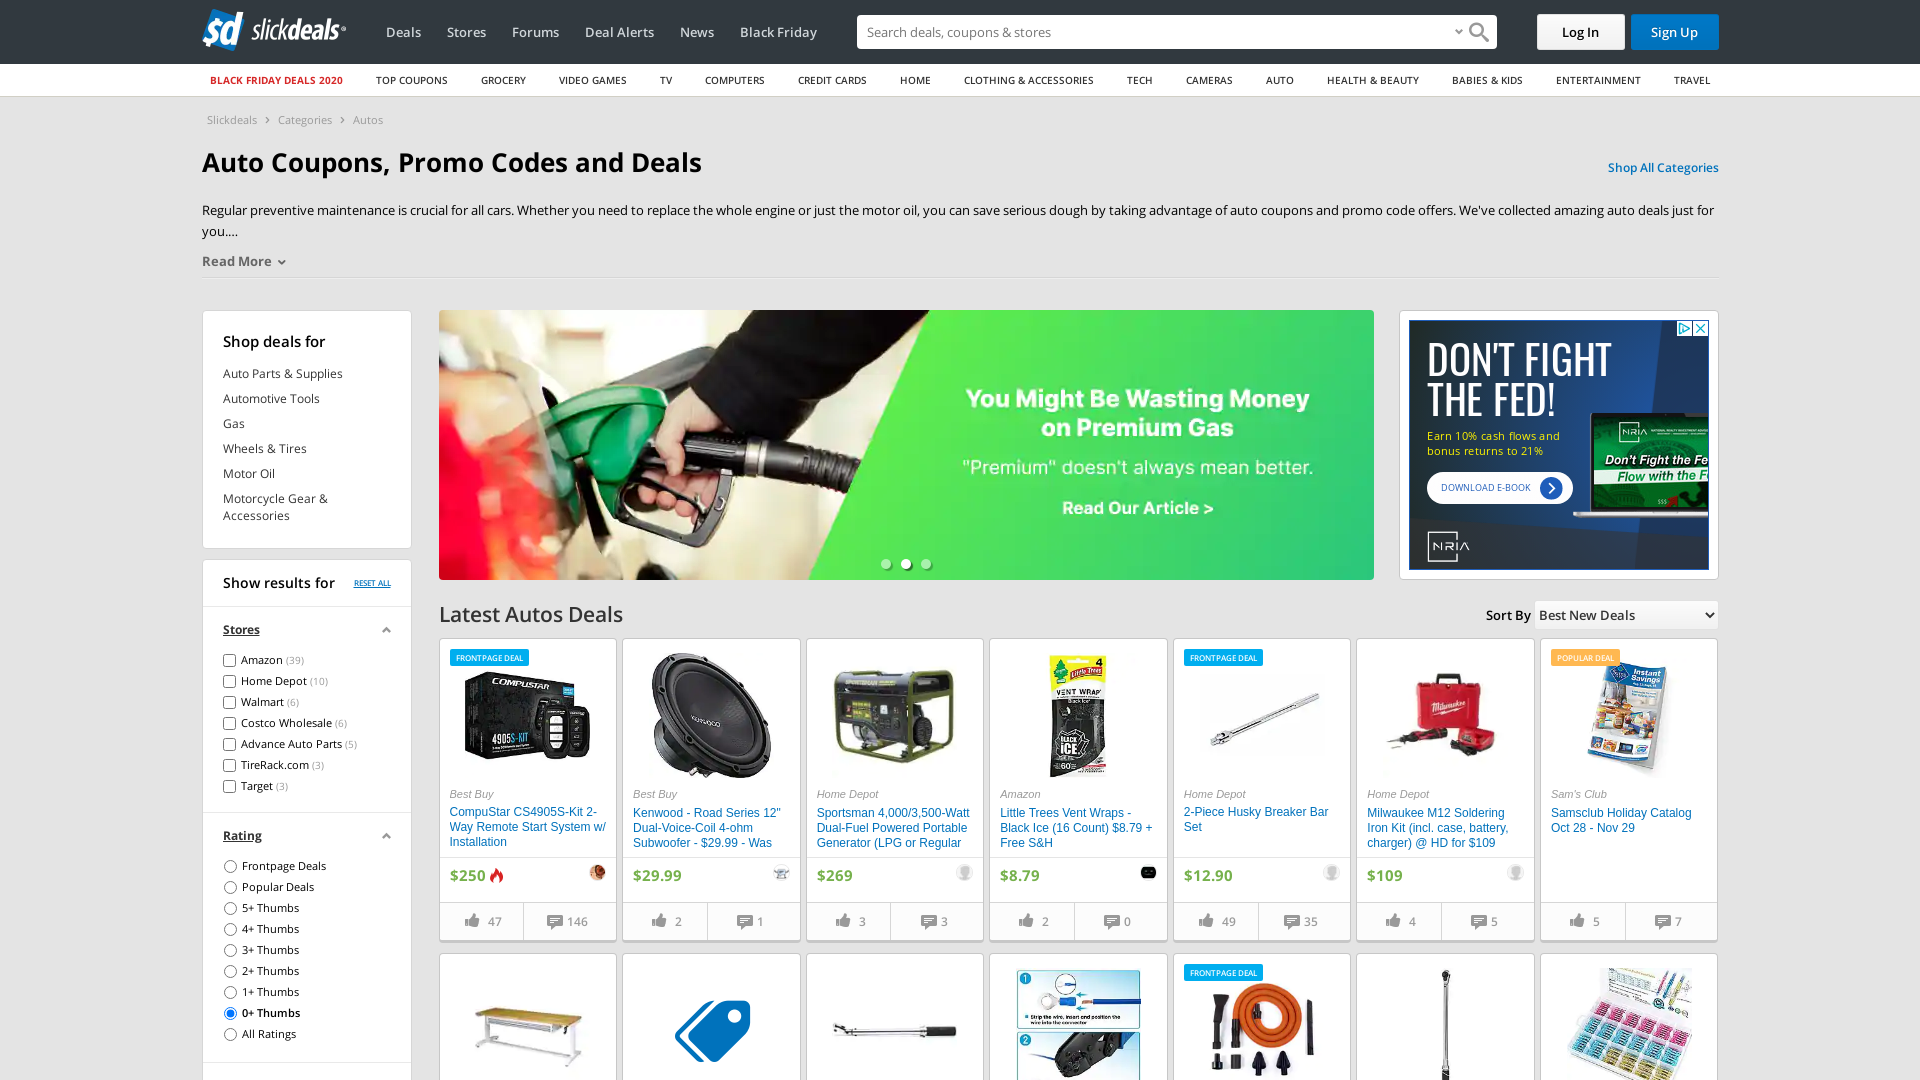 slickdeals
Deals
Stores
Forums
Deal Alerts
News
Black Friday
Search deals, coupons & stores
Log In
Sign Up
BLACK FRIDAY DEALS 2020
TOP COUPONS
GROCERY
VIDEO GAMES
TV
COMPUTERS
CREDIT CARDS
HOME
CLOTHING & ACCESSORIES
TECH
CAMERAS
AUTO
HEALTH & BEAUTY
BABIES & KIDS
ENTERTAINMENT
TRAVEL
Slickdeals > Categories > Autos
Auto Coupons, Promo Codes and Deals
Shop All Categories
Regular preventive maintenance is crucial for all cars. Whether you need to replace the whole engine or just the motor oil, you can save serious dough by taking advantage of auto coupons and promo code offers. We've collected amazing auto deals just for
you....
Read More
Shop deals for
Auto Parts & Supplies
Automotive Tools
Gas
Wheels & Tires
Motor Oil
Motorcycle Gear &
Accessories
Show results for
RESET ALL
Stores
Amazon (39)
Home Depot (10)
Walmart (6)
Costco Wholesale (6)
Advance Auto Parts (5)
TireRack.com (3)
Target (3)
Rating
Frontpage Deals
Popular Deals
5+ Thumbs
4+ Thumbs
3+ Thumbs
2+ Thumbs
1+ Thumbs
0+ Thumbs
All Ratings
You Might Be Wasting Money
on Premium Gas
"Premium" doesn't always mean better.
Read Our Article >
DON'T FIGHT
THE FED!
Earn 10% cash flows and
bonus returns to 21%
DOWNLOAD E-BOOK
NRIA
Don't Fight the Fe
Flow with the F
NRIA
Latest Autos Deals
Sort By
Best New Deals
FRONTPAGE DEAL
COMPUSTAR
4905S-KIT
Best Buy
CompuStar CS4905S-Kit 2-
Way Remote Start System w/
Installation
$250
47
146
KENWOOD
Best Buy
Kenwood - Road Series 12"
Dual-Voice-Coil 4-ohm
Subwoofer - $29.99 - Was
$29.99
2
1
Home Depot
Sportsman 4,000/3,500-Watt
Dual-Fuel Powered Portable
Generator (LPG or Regular
$269
3
3
4
Little Trees
VENT WRAP
Black Ice
BLACK
ICE
60
Amazon
Little Trees Vent Wraps -
Black Ice (16 Count) $8.79 +
Free S&H
$8.79
2
0
FRONTPAGE DEAL
Home Depot
2-Piece Husky Breaker Bar
Set
$12.90
49
35
Milwaukee
Home Depot
Milwaukee M12 Soldering
Iron Kit (incl. case, battery,
charger) @ HD for $109
$109
4
5
POPULAR DEAL
Instant
Savings
Sam's Club
Samsclub Holiday Catalog
Oct 28 - Nov 29
5
7
1
Strip the wire, insert and position the
wire into the connector
2
FRONTPAGE DEAL